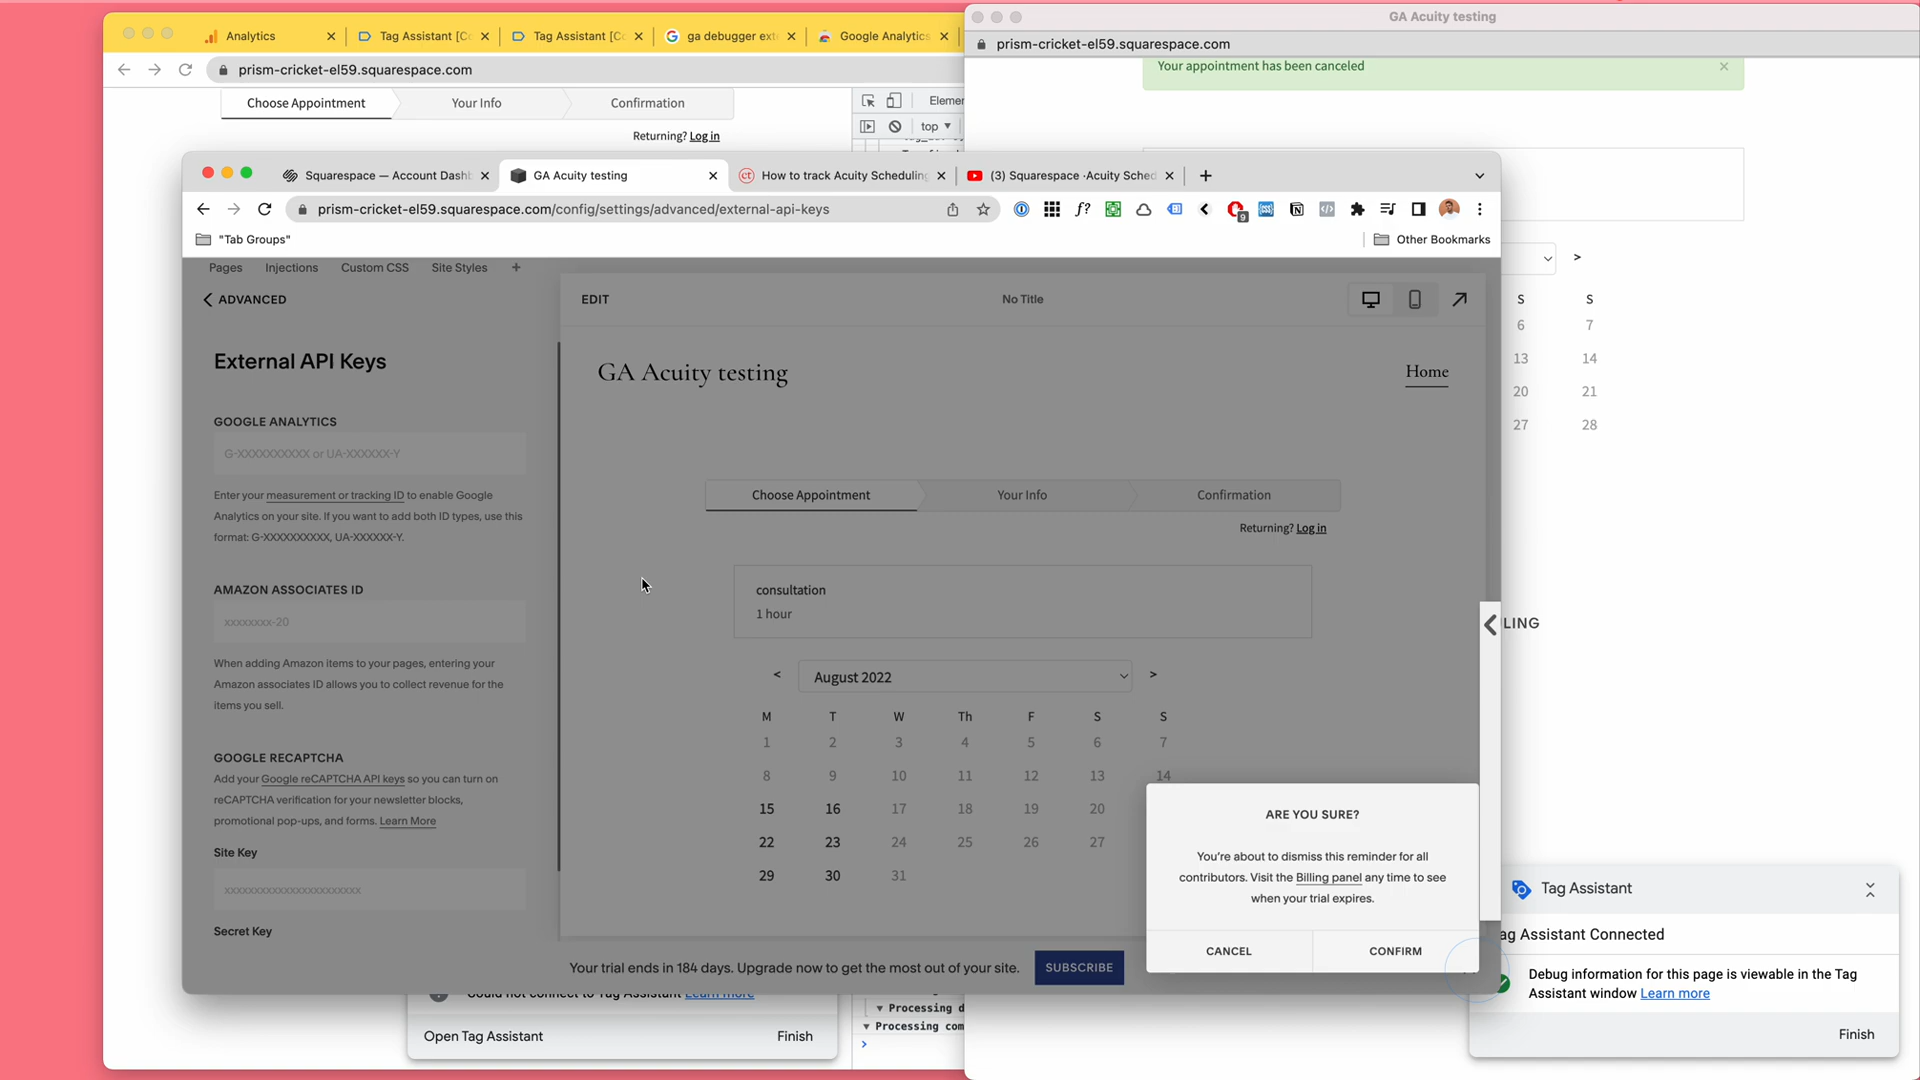 GA Acuity testing
Analytics
Tag Assistant [Co
Tag Assistant [Co
ga debugger exte
Google Analytics
prism-cricket-el59.squarespace.com
prism-cricket-el59.squarespace.com
Your appointment has been canceled
Choose Appointment
Your Info
Confirmation
Returning? Log in
top
Squarespace — Account Dashb
GA Acuity testing
How to track Acuity Scheduling
(3) Squarespace ·Acuity Sched
prism-cricket-el59.squarespace.com/config/settings/advanced/external-api-keys
f?
9
"Tab Groups"
Other Bookmarks
Pages
Injections
Custom CSS
Site Styles
+
ADVANCED
EDIT
No Title
External API Keys
GA Acuity testing
Home
GOOGLE ANALYTICS
G-XXXXXXXXXX or UA-XXXXXX-Y
Enter your measurement or tracking ID to enable Google
Analytics on your site. If you want to add both ID types, use this
format: G-XXXXXXXXXX, UA-XXXXXX-Y.
AMAZON ASSOCIATES ID
xxxxxxxx-20
When adding Amazon items to your pages, entering your
Amazon associates ID allows you to collect revenue for the
items you sell.
GOOGLE RECAPTCHA
Add your Google reCAPTCHA API keys so you can turn on
reCAPTCHA verification for your newsletter blocks,
promotional pop-ups, and forms. Learn More
Site Key
Secret Key
Choose Appointment
Your Info
Confirmation
Returning? Log in
consultation
1 hour
< August 2022 >
M T W Th F S S
1 2 3 4 5 6 7
8 9 10 11 12 13 14
15 16 17 18 19 20
22 23 24 25 26 27
29 30 31
ARE YOU SURE?
You're about to dismiss this reminder for all
contributors. Visit the Billing panel any time to see
when your trial expires.
CANCEL
CONFIRM
Your trial ends in 184 days. Upgrade now to get the most out of your site.
SUBSCRIBE
>
S S
6 7
13 14
20 21
27 28
LING
Tag Assistant
ag Assistant Connected
Debug information for this page is viewable in the Tag
Assistant window Learn more
Finish
Could not connect to Tag Assistant Learn more
Open Tag Assistant
Finish
Processing d
Processing com